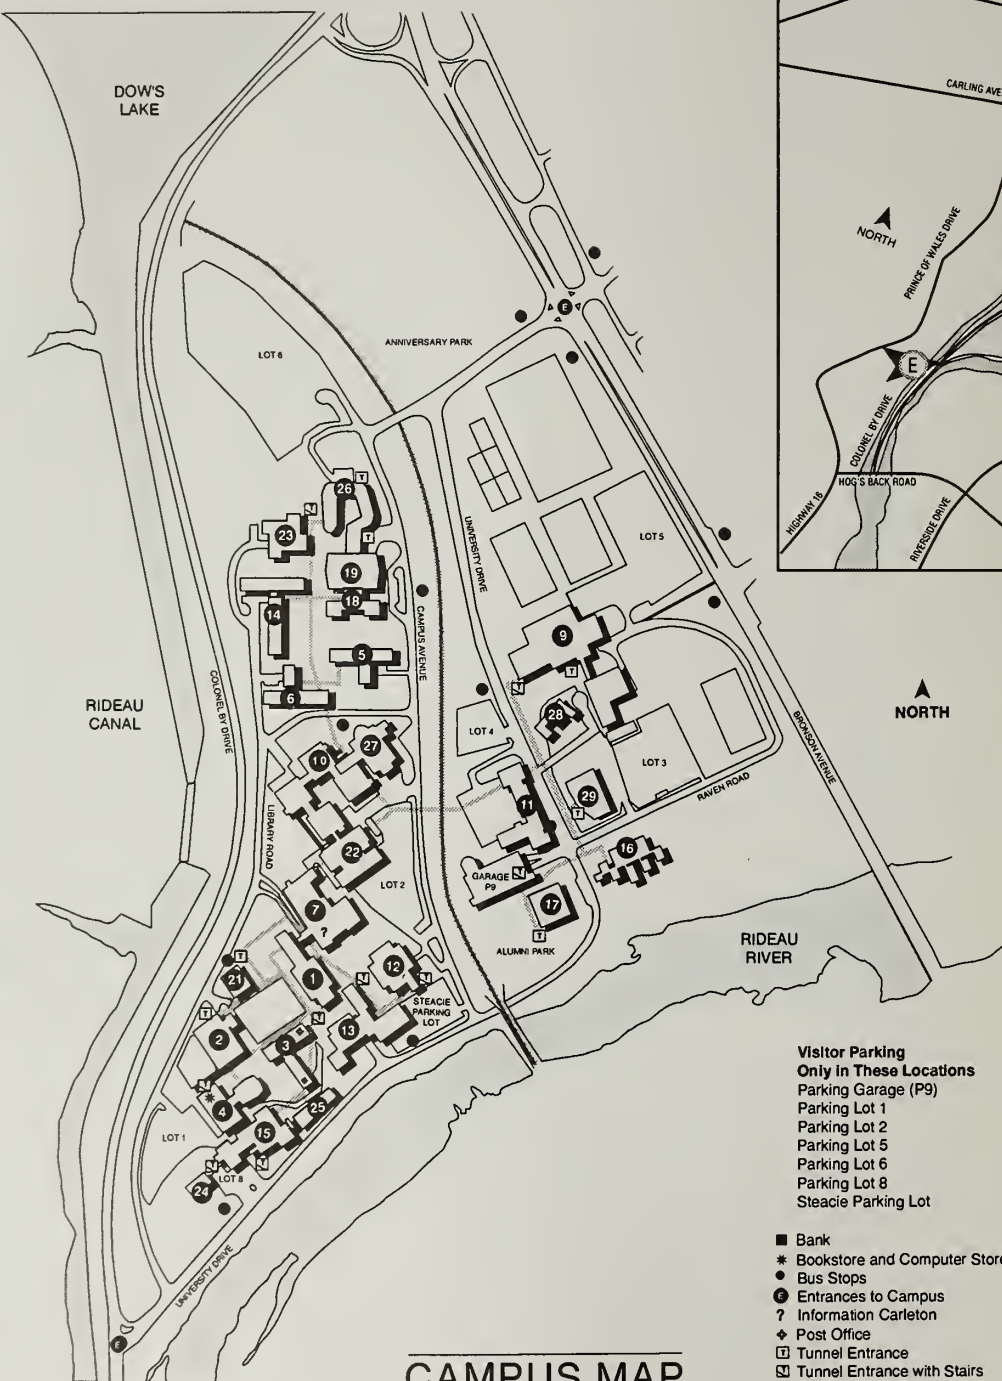 DOW'S
LAKE
CARLING AVE
NORTH
PRINCE OF WALES DRIVE
E
COLONEL BY DRIVE
HOG'S BACK ROAD
HIGHWAY 16
RIVERSIDE DRIVE
E
ANNIVERSARY PARK
LOT 6
26
T
23
T
19
18
14
5
6
UNIVERSITY DRIVE
LOT 5
CAMPUS AVENUE
9
T
COLONEL BY DRIVE
RIDEAU
CANAL
28
LOT 4
27
10
LOT 3
BRONSON AVENUE
NORTH
RAVEN ROAD
29
T
11
LIBRARY ROAD
22
LOT 2
16
GARAGE
P9
17
T
ALUMNI PARK
7
?
RIDEAU
RIVER
T
21
1
12
STEACIE
PARKING
LOT
T
2
3
13
4
25
15
LOT 1
LOT 8
24
UNIVERSITY DRIVE
E
Visitor Parking
Only in These Locations
Parking Garage (P9)
Parking Lot 1
Parking Lot 2
Parking Lot 5
Parking Lot 6
Parking Lot 8
Steacie Parking Lot
Bank
Bookstore and Computer Store
Bus Stops
E Entrances to Campus
? Information Carleton
Post Office
T Tunnel Entrance
Tunnel Entrance with Stairs
CAMPUS MAP